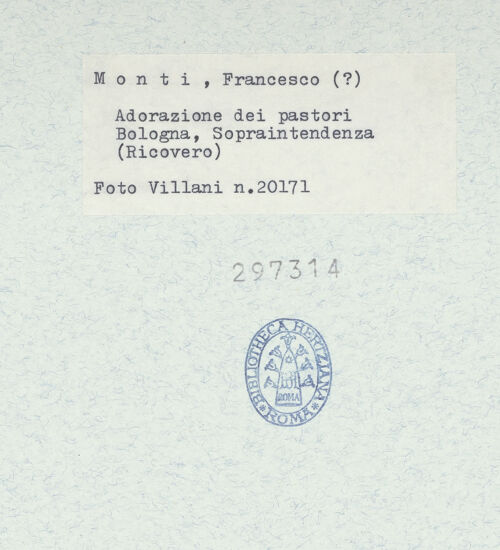 M o n t i , Francesco (?)
Adorazione dei pastori
Bologna, Sopraintendenza
(Ricovero)
Foto Villani n.20171
297314
BIBLIOTHECA HERTZIANA
ROMA
* ROMA *